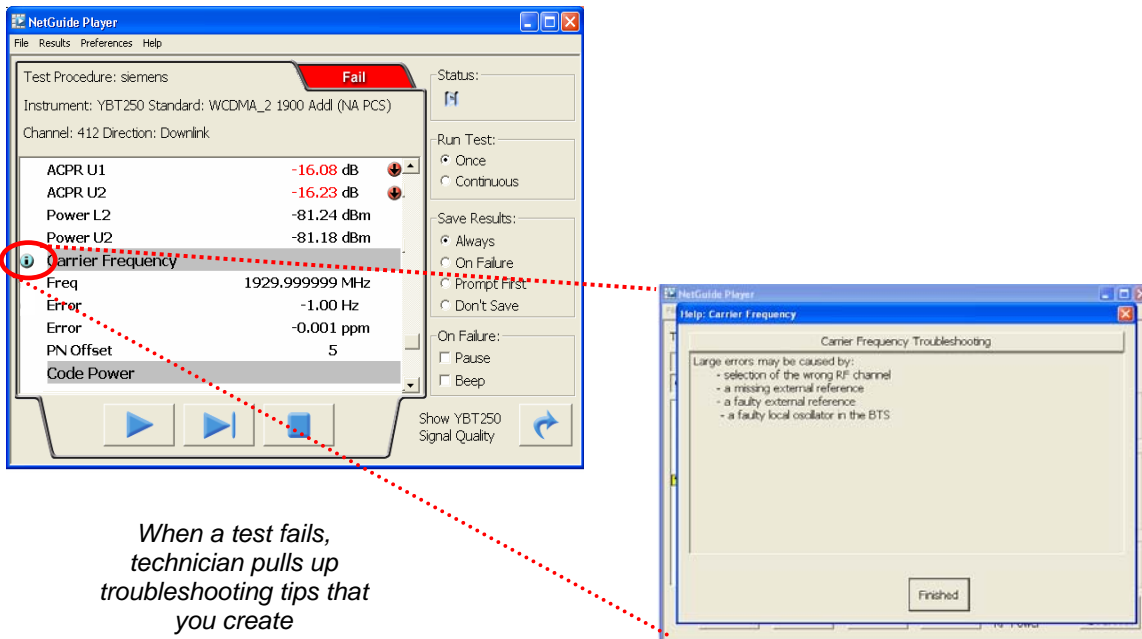 NetGuide Player
File Results Preferences Help
Test Procedure: siemens
Fail
Instrument: YBT250 Standard: WCDMA_2 1900 Addl (NA PCS)
Channel: 412 Direction: Downlink
ACPR U1 -16.08 dB
ACPR U2 -16.23 dB
Power L2 -81.24 dBm
Power U2 -81.18 dBm
Carrier Frequency
Freq 1929.999999 MHz
Error -1.00 Hz
Error -0.001 ppm
PN Offset 5
Code Power
Status:
Run Test:
Once
Continuous
Save Results:
Always
On Failure
Prompt First
Don't Save
On Failure:
Pause
Beep
Show YBT250
Signal Quality
When a test fails,
technician pulls up
troubleshooting tips that
you create
NetGuide Player
Help: Carrier Frequency
Carrier Frequency Troubleshooting
Large errors may be caused by:
- selection of the wrong RF channel
- a missing external reference
- a faulty external reference
- a faulty local oscillator in the BTS
Finished